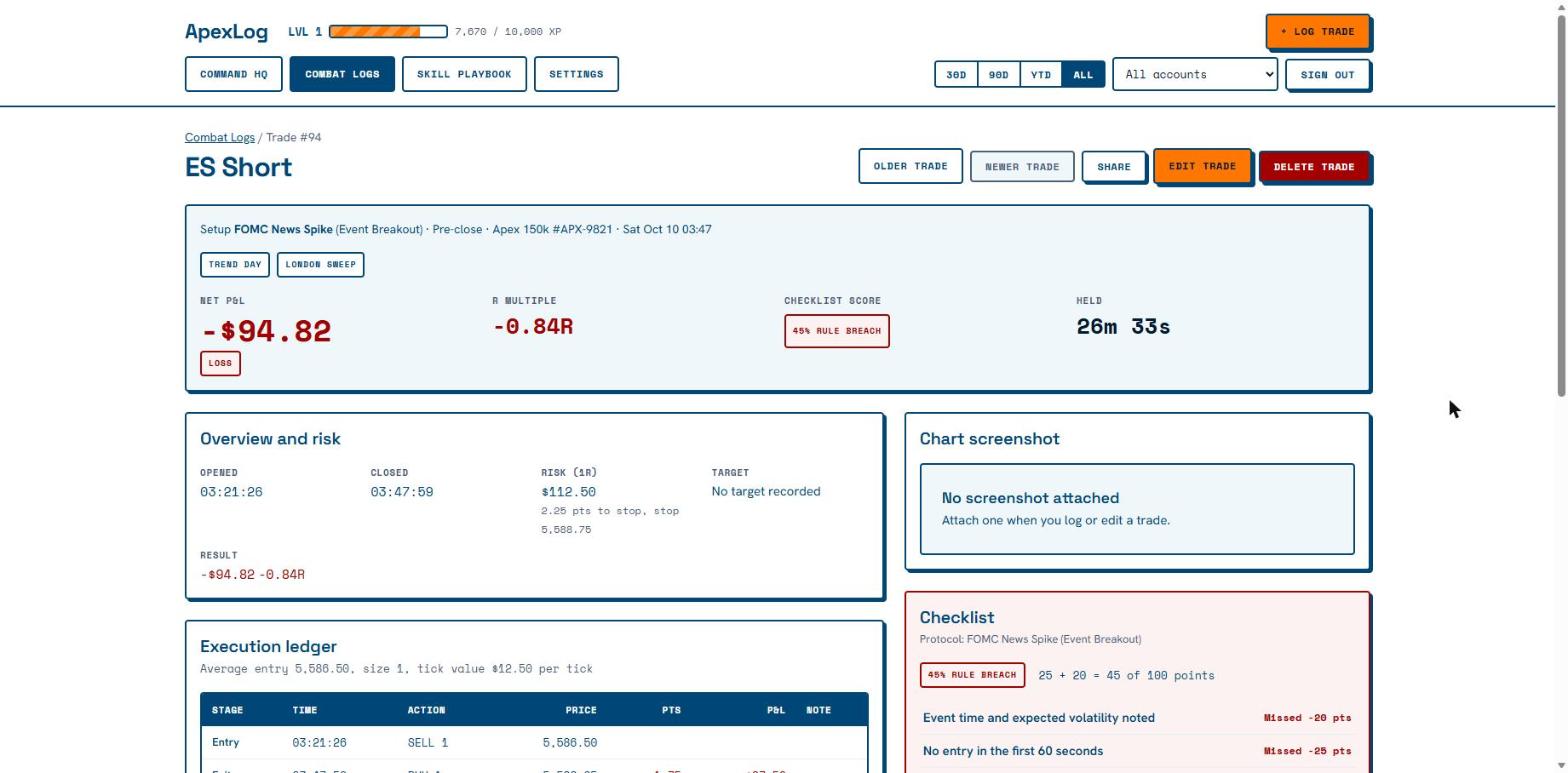 ApexLog
LVL 1
7,670 / 10,000 XP
+ LOG TRADE
COMMAND HQ
COMBAT LOGS
SKILL PLAYBOOK
SETTINGS
30D
90D
YTD
ALL
All accounts
SIGN OUT
Combat Logs / Trade #94
ES Short
OLDER TRADE
NEWER TRADE
SHARE
EDIT TRADE
DELETE TRADE
Setup FOMC News Spike (Event Breakout) · Pre-close · Apex 150k #APX-9821 · Sat Oct 10 03:47
TREND DAY
LONDON SWEEP
NET P&L
-$94.82
LOSS
R MULTIPLE
-0.84R
CHECKLIST SCORE
45% RULE BREACH
HELD
26m 33s
Overview and risk
OPENED
03:21:26
CLOSED
03:47:59
RISK (1R)
$112.50
2.25 pts to stop, stop
5,588.75
TARGET
No target recorded
RESULT
-$94.82 -0.84R
Execution ledger
Average entry 5,586.50, size 1, tick value $12.50 per tick
STAGE TIME ACTION PRICE PTS P&L NOTE
Entry 03:21:26 SELL 1 5,586.50
Chart screenshot
No screenshot attached
Attach one when you log or edit a trade.
Checklist
Protocol: FOMC News Spike (Event Breakout)
45% RULE BREACH
25 + 20 = 45 of 100 points
Event time and expected volatility noted Missed -20 pts
No entry in the first 60 seconds Missed -25 pts